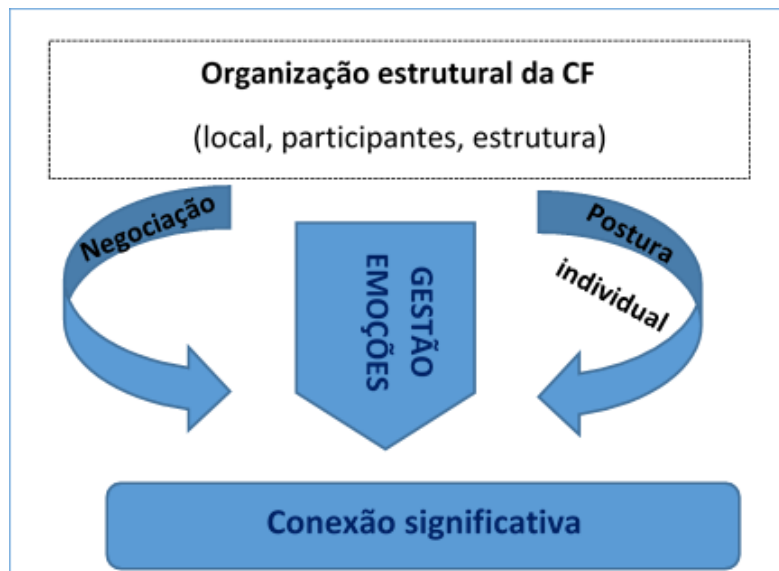 Organização estrutural da CF
(local, participantes, estrutura)
Negociação
GESTÃO
EMOÇÕES
Postura
individual
Conexão significativa